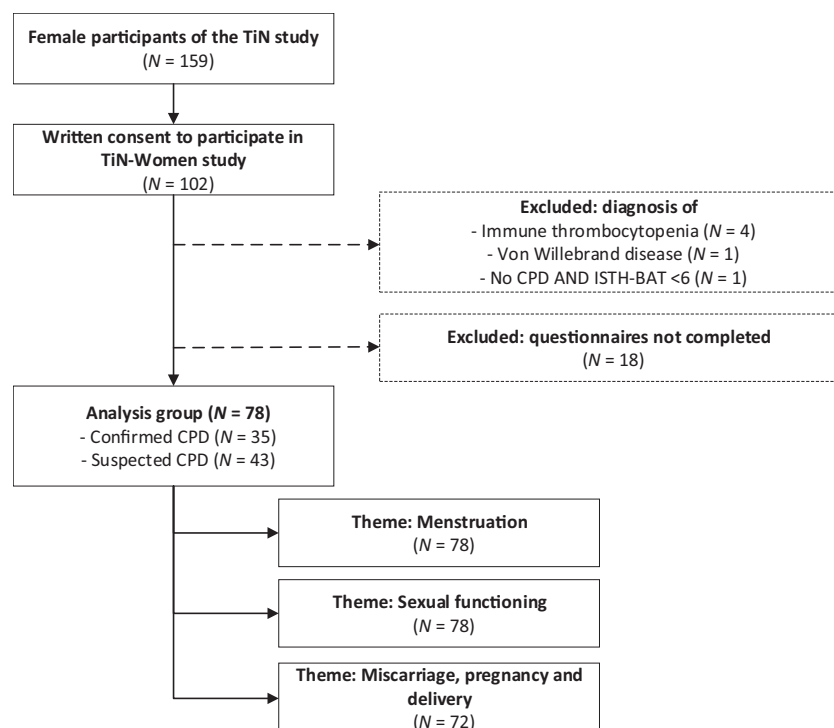 Female participants of the TiN study
(N = 159)
Written consent to participate in
TiN-Women study
(N = 102)
Excluded: diagnosis of
- Immune thrombocytopenia (N = 4)
- Von Willebrand disease (N = 1)
- No CPD AND ISTH-BAT <6 (N = 1)
Excluded: questionnaires not completed
(N = 18)
Analysis group (N = 78)
- Confirmed CPD (N = 35)
- Suspected CPD (N = 43)
Theme: Menstruation
(N = 78)
Theme: Sexual functioning
(N = 78)
Theme: Miscarriage, pregnancy and
delivery
(N = 72)